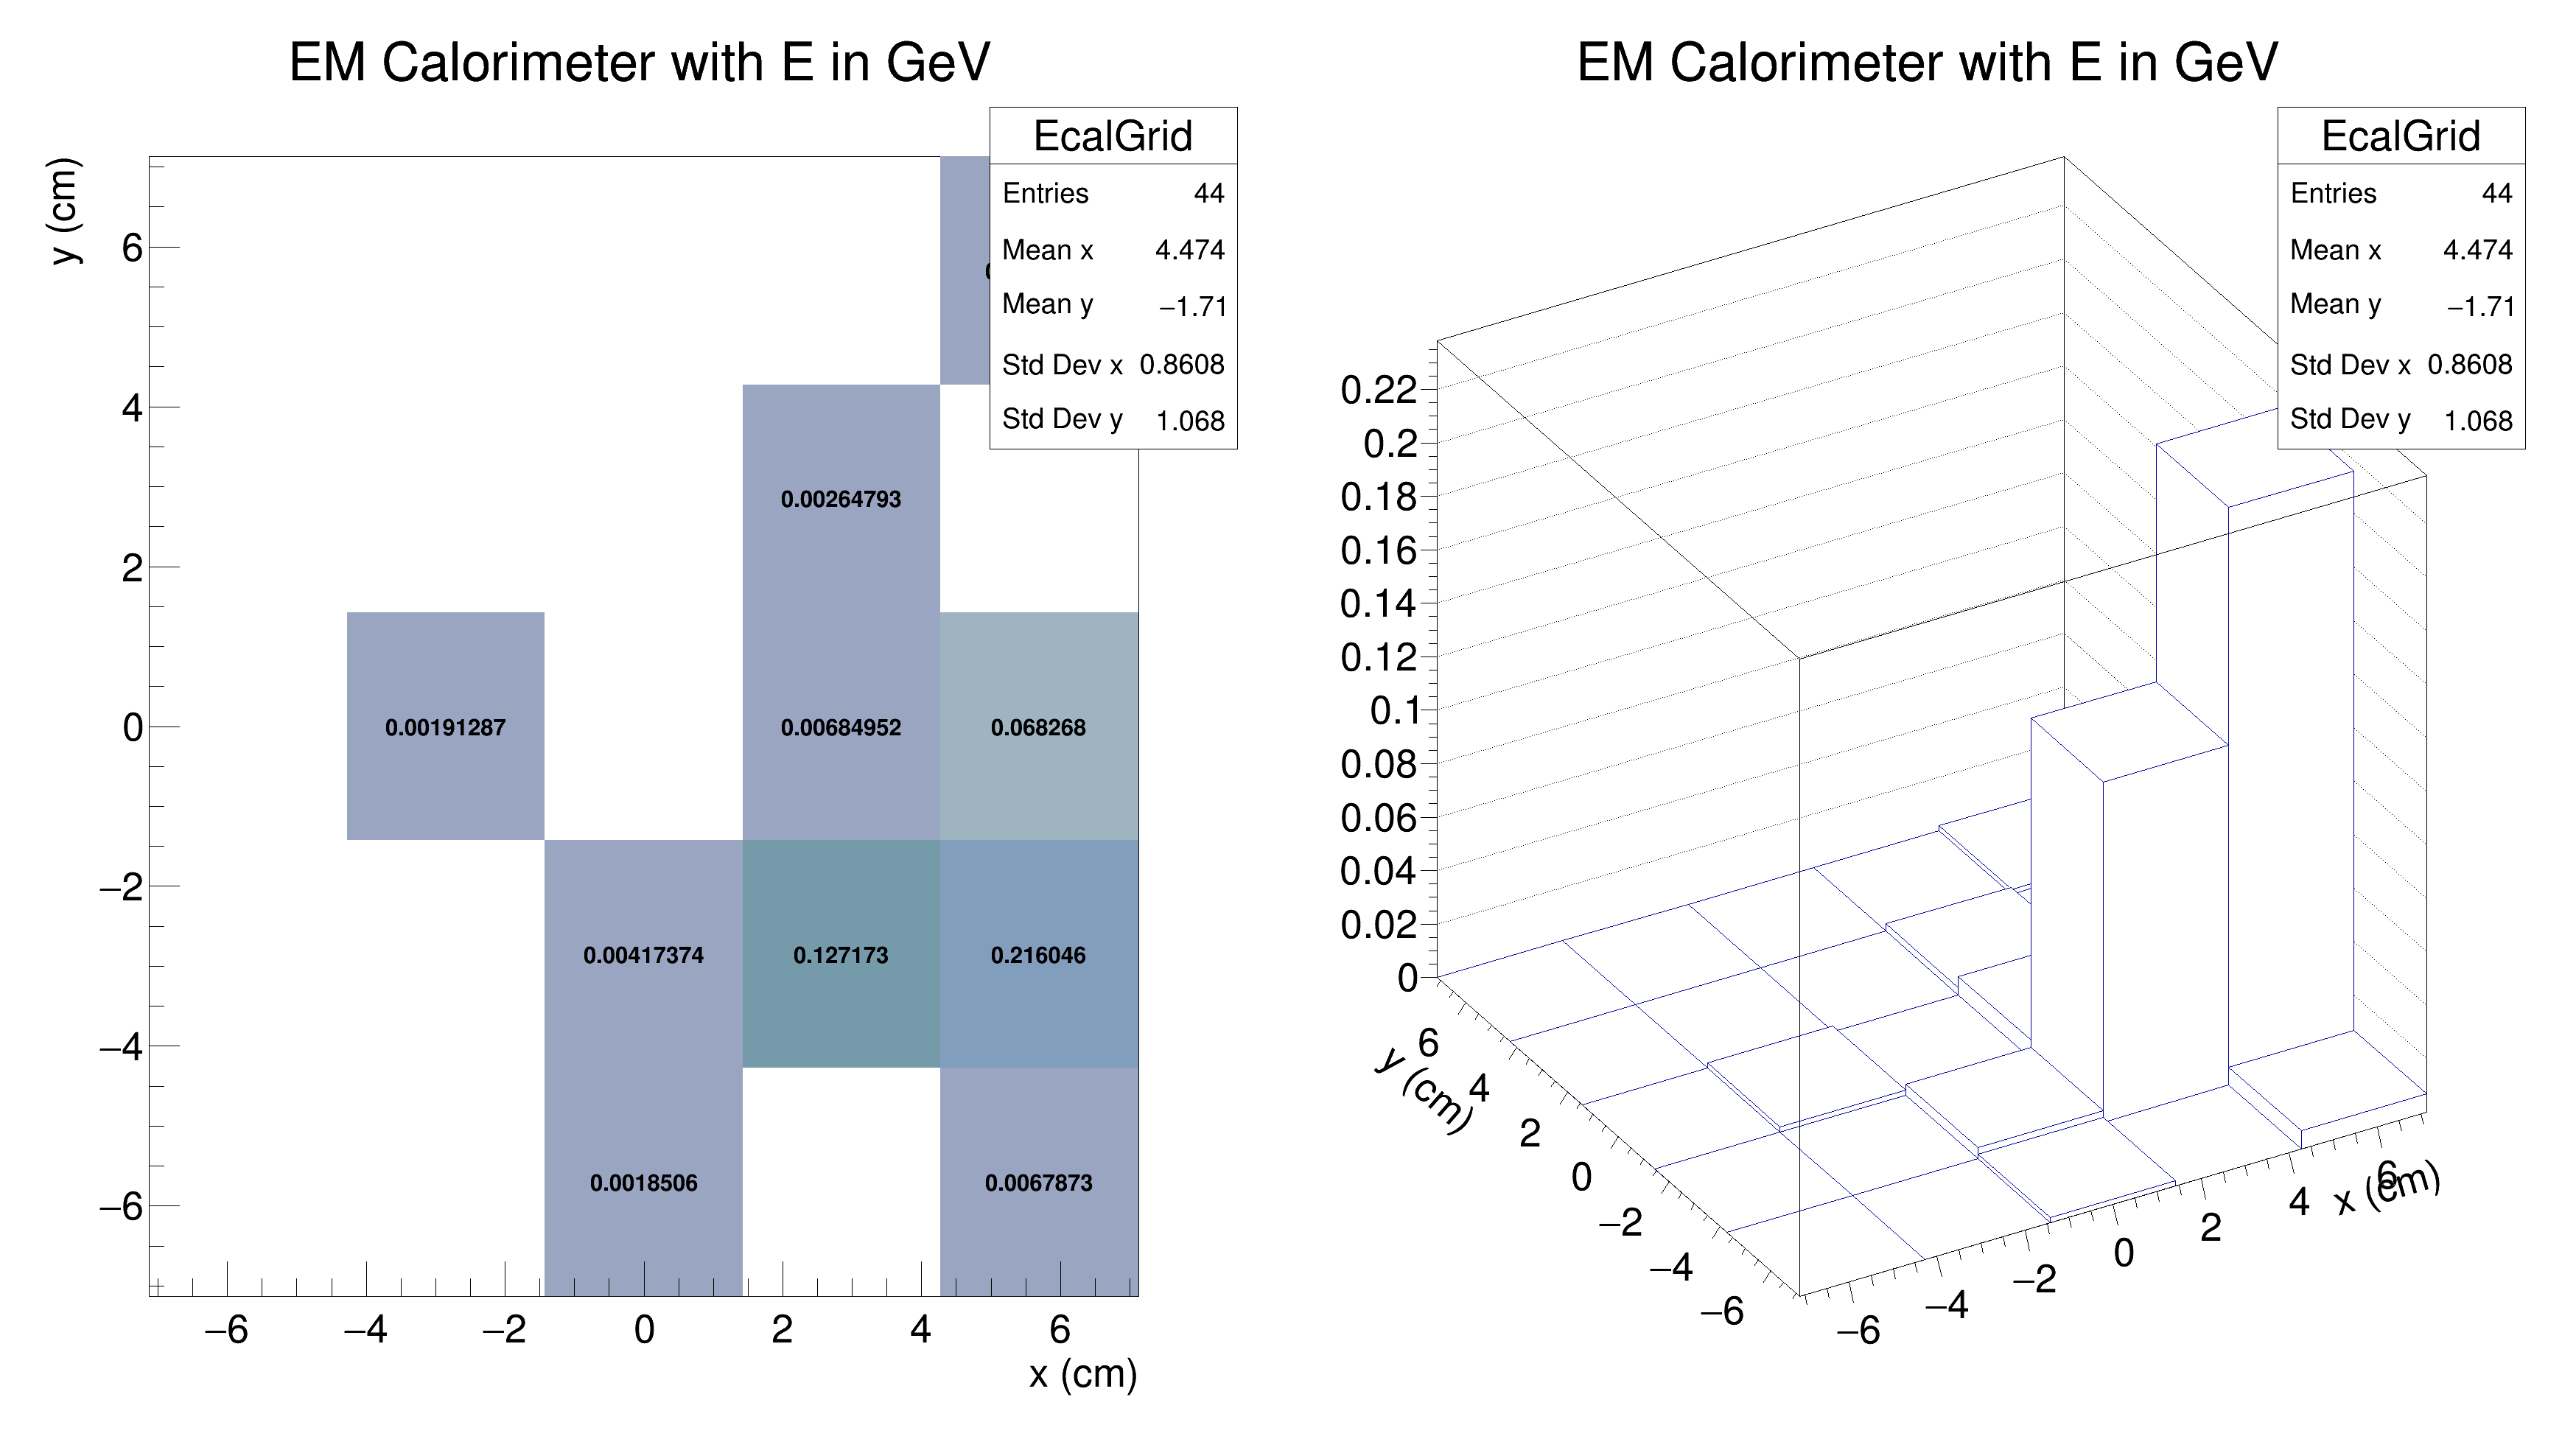 EM Calorimeter with E in GeV
EcalGrid
Entries 44
Mean x 4.474
Mean y −1.71
Std Dev x 0.8608
Std Dev y 1.068
y (cm)
6
4
2
0
−2
−4
−6
0.00264793
0.00191287 0.00684952 0.068268
0.00417374 0.127173 0.216046
0.0018506 0.0067873
−6 −4 −2 0 2 4 6
x (cm)
EM Calorimeter with E in GeV
EcalGrid
Entries 44
Mean x 4.474
Mean y −1.71
Std Dev x 0.8608
Std Dev y 1.068
0.22
0.2
0.18
0.16
0.14
0.12
0.1
0.08
0.06
0.04
0.02
0
6
4
2
0
−2
−4
−6
y (cm)
−6
−4
−2
0
2
4
6
x (cm)